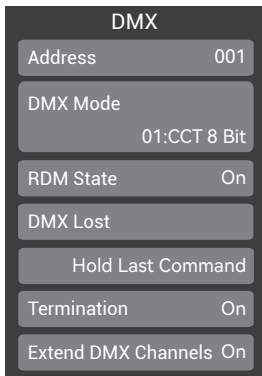 DMX
Address 001
DMX Mode
01:CCT 8 Bit
RDM State On
DMX Lost
Hold Last Command
Termination On
Extend DMX Channels On